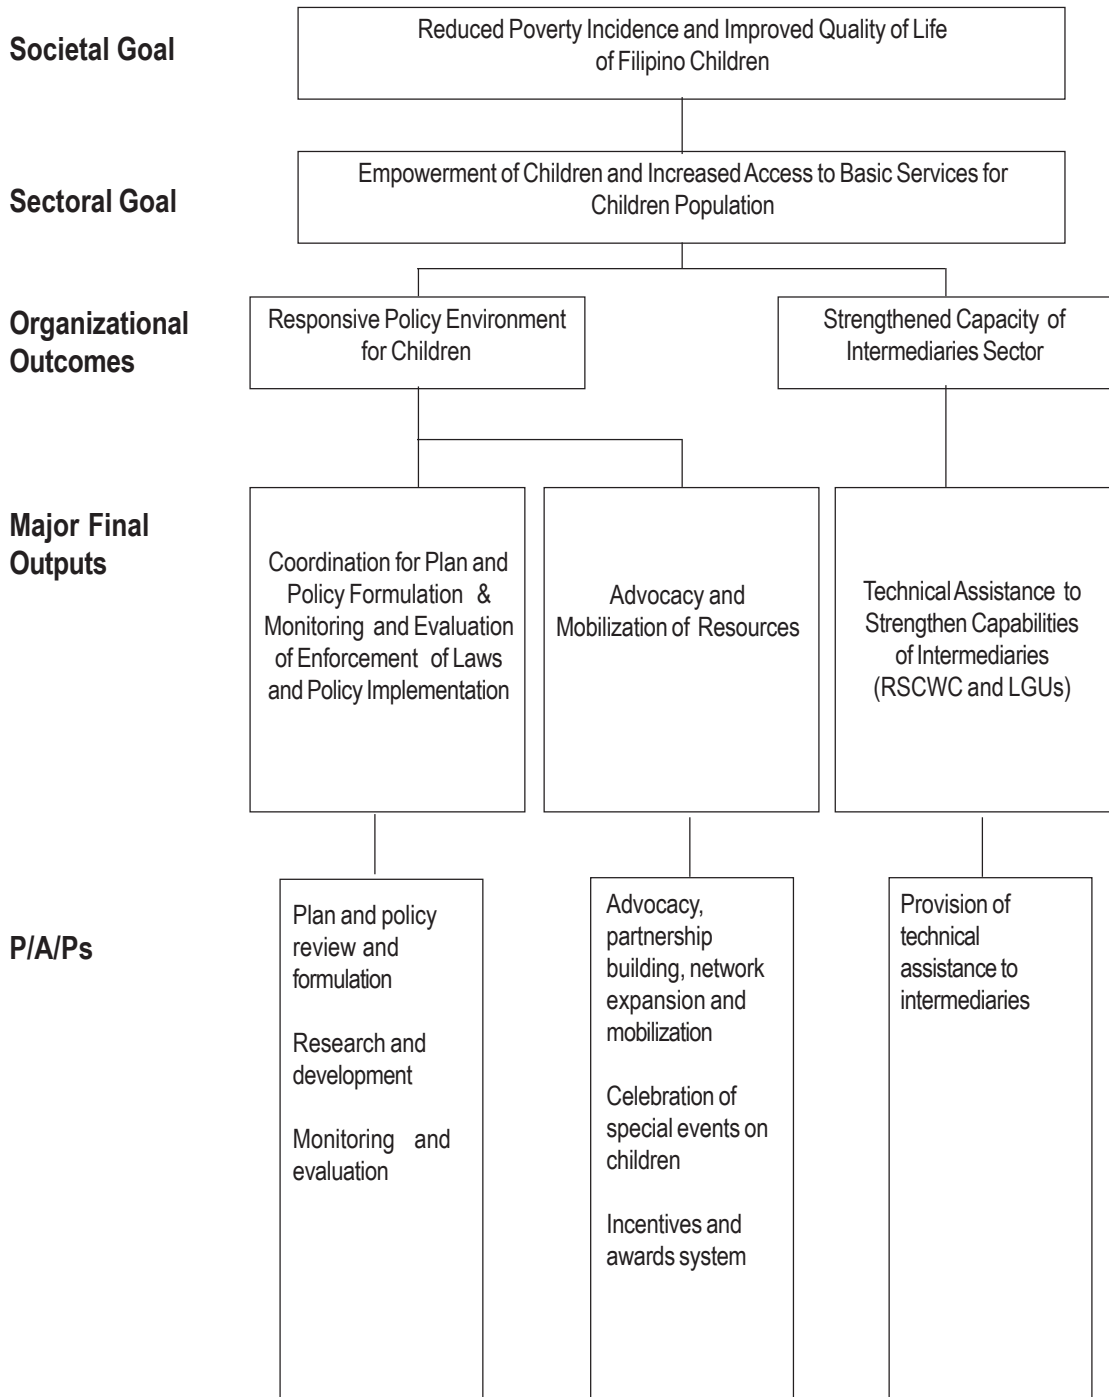 Societal Goal
Reduced Poverty Incidence and Improved Quality of Life
of Filipino Children
Sectoral Goal
Empowerment of Children and Increased Access to Basic Services for
Children Population
Organizational
Outcomes
Responsive Policy Environment
for Children
Strengthened Capacity of
Intermediaries Sector
Major Final
Outputs
Coordination for Plan and
Policy Formulation &
Monitoring and Evaluation
of Enforcement of Laws
and Policy Implementation
Advocacy and
Mobilization of Resources
Technical Assistance to
Strengthen Capabilities
of Intermediaries
(RSCWC and LGUs)
P/A/Ps
Plan and policy
review and
formulation
Research and
development
Monitoring and
evaluation
Advocacy,
partnership
building, network
expansion and
mobilization
Celebration of
special events on
children
Incentives and
awards system
Provision of
technical
assistance to
intermediaries